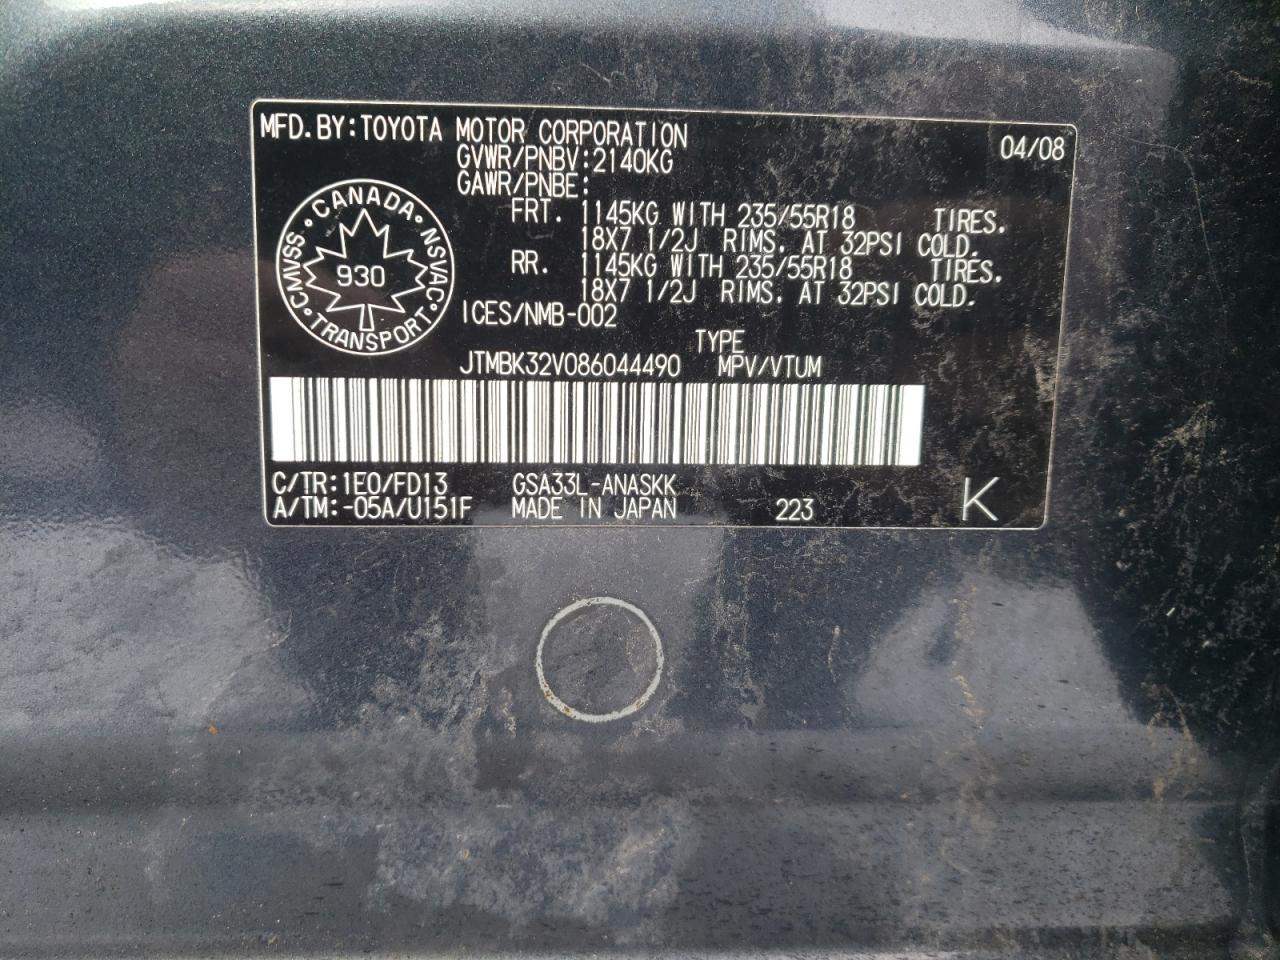 MFD.BY:TOYOTA MOTOR CORPORATION 04/08
GVWR/PNBV:2140KG
GAWR/PNBE:
FRT. 1145KG WITH 235/55R18 TIRES.
18X7 1/2J RIMS. AT 32PSI COLD.
RR. 1145KG WITH 235/55R18 TIRES.
18X7 1/2J RIMS. AT 32PSI COLD.
ICES/NMB-002
CMVSS·CANADA·NSVAC·TRANSPORT·
930
TYPE
JTMBK32V086044490 MPV/VTUM
C/TR:1E0/FD13 GSA33L-ANASKK
A/TM:-05A/U151F MADE IN JAPAN 223 K